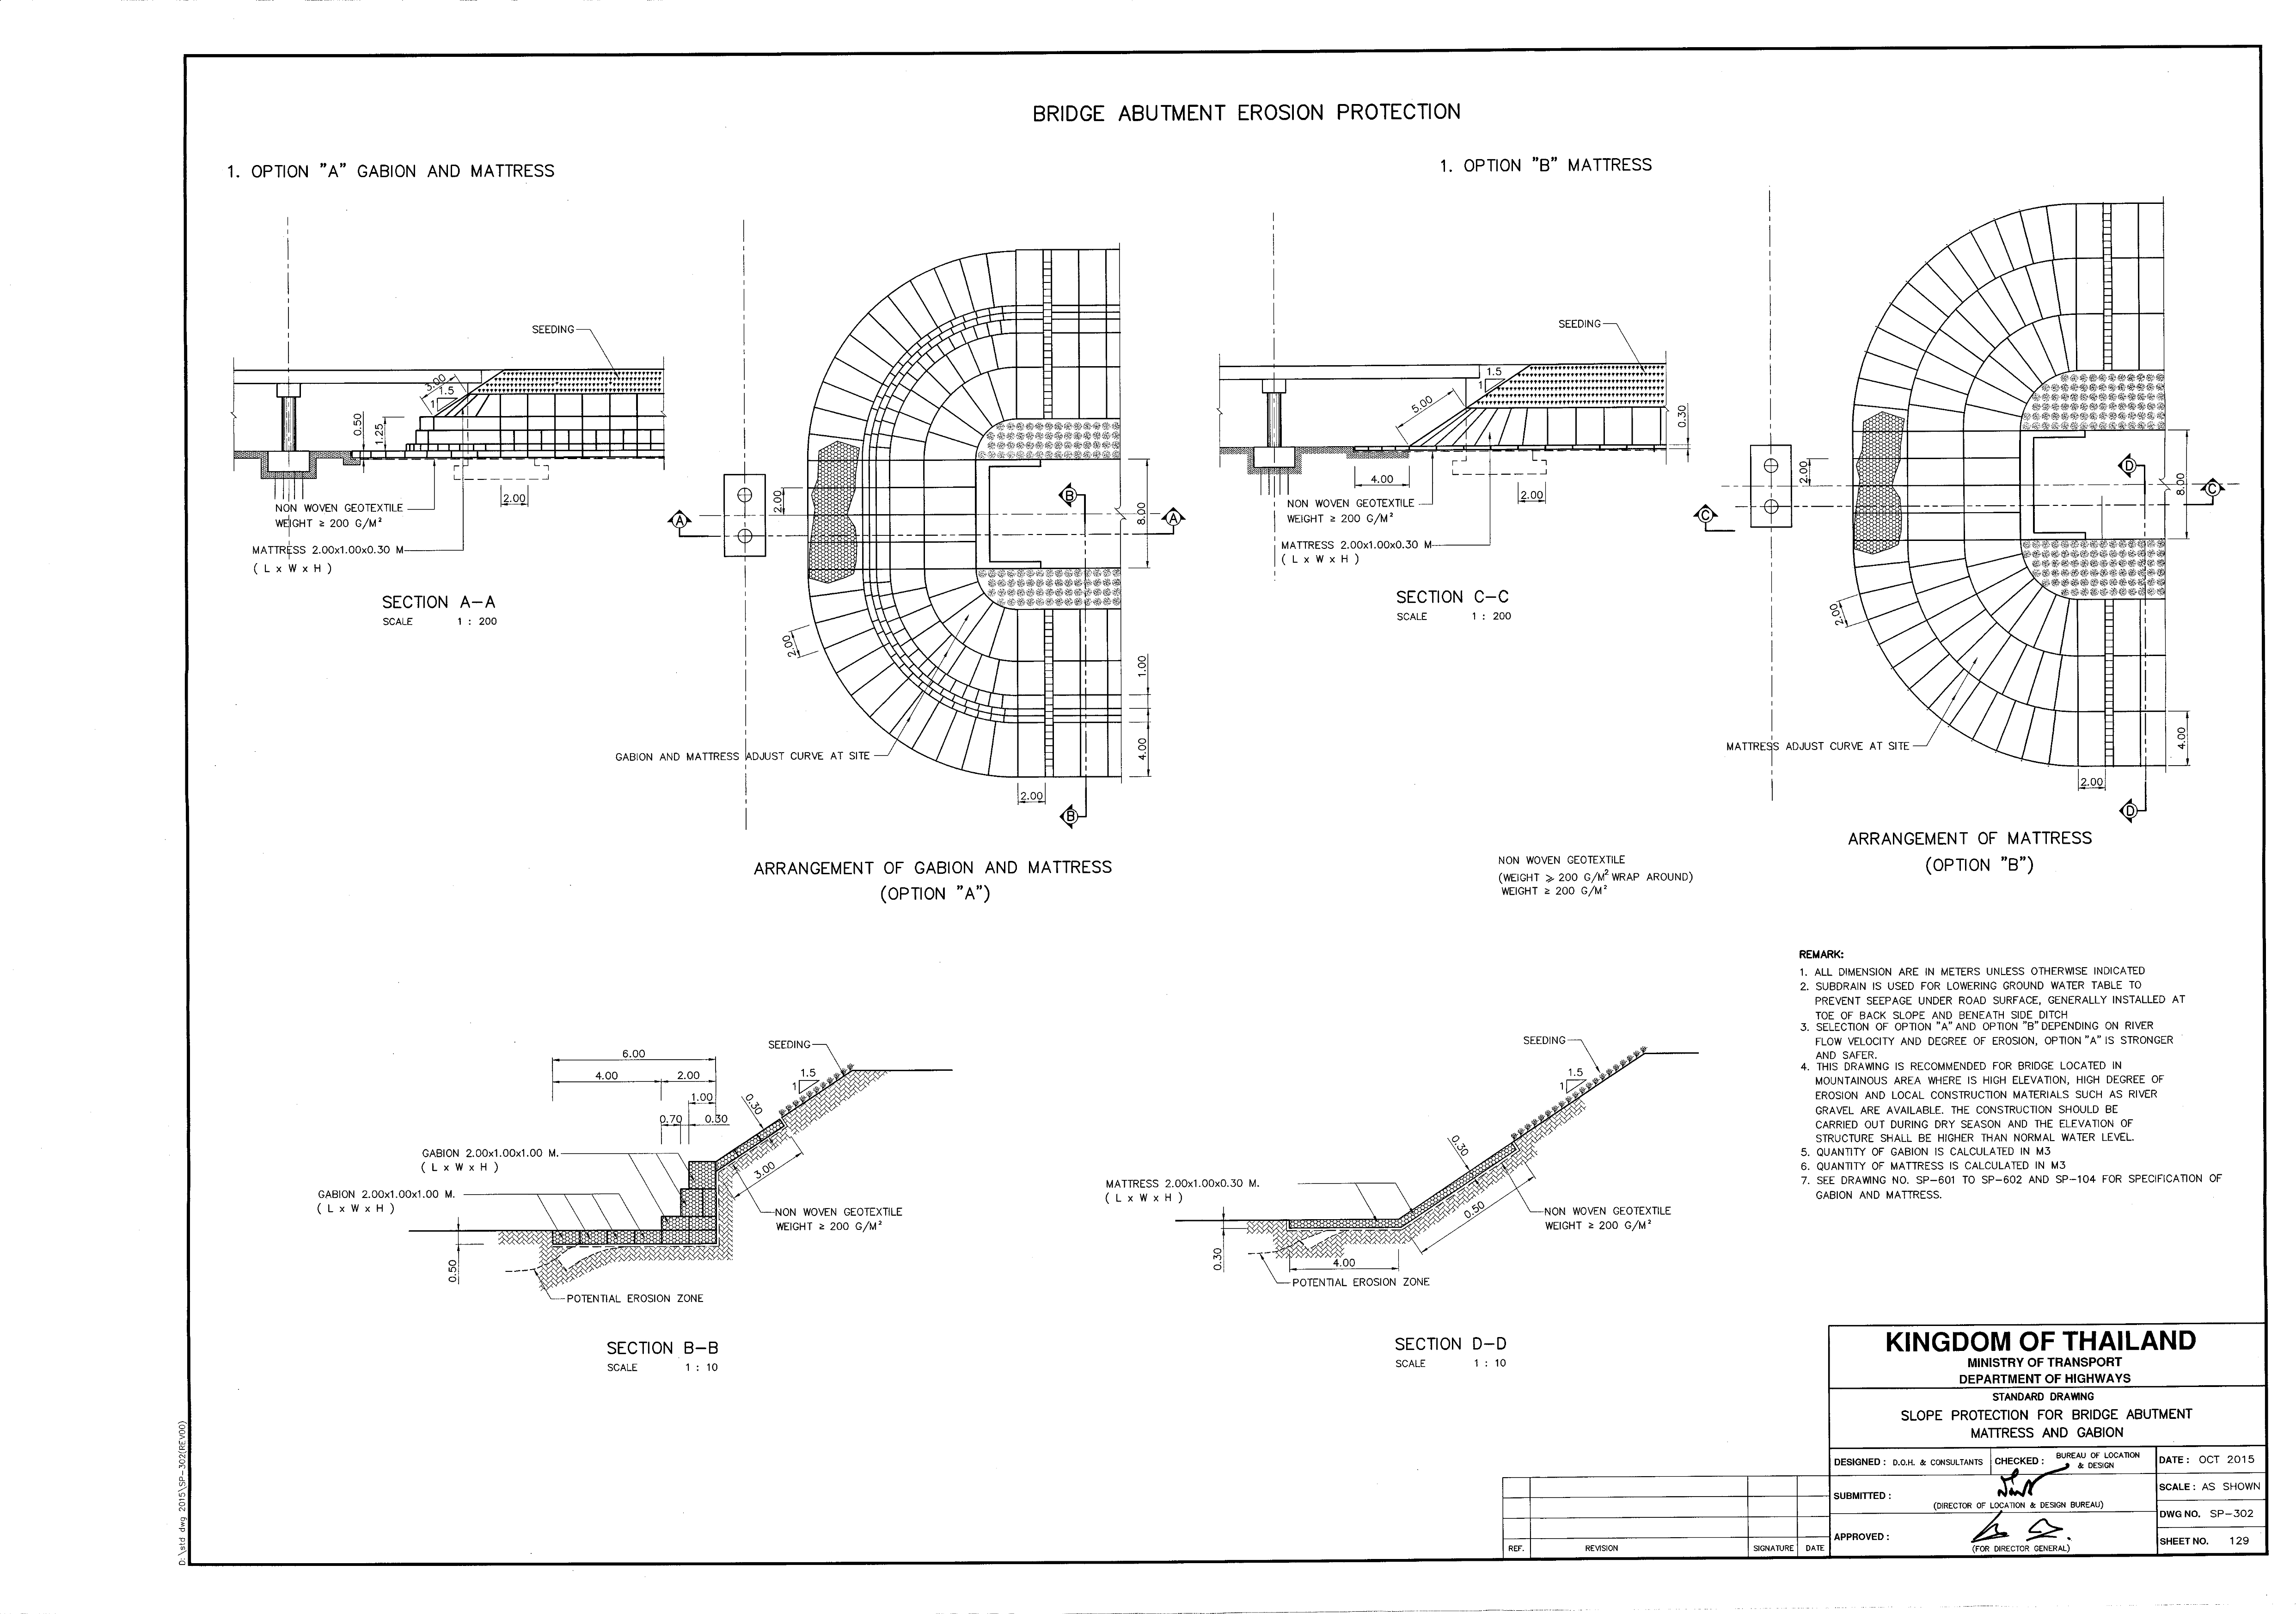 BRIDGE ABUTMENT EROSION PROTECTION
1. OPTION "A" GABION AND MATTRESS
SEEDING
3.00
1.5
1
0.50
1.25
2.00
NON WOVEN GEOTEXTILE
WEIGHT ≥ 200 G/M²
MATTRESS 2.00x1.00x0.30 M
( L x W x H )
SECTION A-A
SCALE 1 : 200
2.00
A
B
8.00
A
2.00
1.00
4.00
GABION AND MATTRESS ADJUST CURVE AT SITE
2.00
B
ARRANGEMENT OF GABION AND MATTRESS
(OPTION "A")
1. OPTION "B" MATTRESS
SEEDING
1.5
1
5.00
0.30
4.00
2.00
NON WOVEN GEOTEXTILE
WEIGHT ≥ 200 G/M²
MATTRESS 2.00x1.00x0.30 M
( L x W x H )
SECTION C-C
SCALE 1 : 200
2.00
C
D
8.00
C
2.00
MATTRESS ADJUST CURVE AT SITE
4.00
2.00
D
ARRANGEMENT OF MATTRESS
(OPTION "B")
NON WOVEN GEOTEXTILE
(WEIGHT ⩾ 200 G/M² WRAP AROUND)
WEIGHT ≥ 200 G/M²
6.00
4.00 2.00
1.00
0.70 0.30
0.30
SEEDING
1.5
1
GABION 2.00x1.00x1.00 M.
( L x W x H )
GABION 2.00x1.00x1.00 M.
( L x W x H )
3.00
NON WOVEN GEOTEXTILE
WEIGHT ≥ 200 G/M²
0.50
POTENTIAL EROSION ZONE
SECTION B-B
SCALE 1 : 10
SEEDING
1.5
1
0.30
MATTRESS 2.00x1.00x0.30 M.
( L x W x H )
0.50
NON WOVEN GEOTEXTILE
WEIGHT ≥ 200 G/M²
0.30
4.00
POTENTIAL EROSION ZONE
SECTION D-D
SCALE 1 : 10
REMARK:
1. ALL DIMENSION ARE IN METERS UNLESS OTHERWISE INDICATED
2. SUBDRAIN IS USED FOR LOWERING GROUND WATER TABLE TO
PREVENT SEEPAGE UNDER ROAD SURFACE, GENERALLY INSTALLED AT
TOE OF BACK SLOPE AND BENEATH SIDE DITCH
3. SELECTION OF OPTION "A" AND OPTION "B" DEPENDING ON RIVER
FLOW VELOCITY AND DEGREE OF EROSION, OPTION "A" IS STRONGER
AND SAFER.
4. THIS DRAWING IS RECOMMENDED FOR BRIDGE LOCATED IN
MOUNTAINOUS AREA WHERE IS HIGH ELEVATION, HIGH DEGREE OF
EROSION AND LOCAL CONSTRUCTION MATERIALS SUCH AS RIVER
GRAVEL ARE AVAILABLE. THE CONSTRUCTION SHOULD BE
CARRIED OUT DURING DRY SEASON AND THE ELEVATION OF
STRUCTURE SHALL BE HIGHER THAN NORMAL WATER LEVEL.
5. QUANTITY OF GABION IS CALCULATED IN M3
6. QUANTITY OF MATTRESS IS CALCULATED IN M3
7. SEE DRAWING NO. SP-601 TO SP-602 AND SP-104 FOR SPECIFICATION OF
GABION AND MATTRESS.
KINGDOM OF THAILAND
MINISTRY OF TRANSPORT
DEPARTMENT OF HIGHWAYS
STANDARD DRAWING
SLOPE PROTECTION FOR BRIDGE ABUTMENT
MATTRESS AND GABION
DESIGNED : D.O.H. & CONSULTANTS
CHECKED : BUREAU OF LOCATION
& DESIGN
DATE : OCT 2015
SUBMITTED :
(DIRECTOR OF LOCATION & DESIGN BUREAU)
SCALE : AS SHOWN
DWG NO. SP-302
APPROVED :
(FOR DIRECTOR GENERAL)
SHEET NO. 129
REF. REVISION SIGNATURE DATE
D:\std dwg 2015\SP-302(REV00)